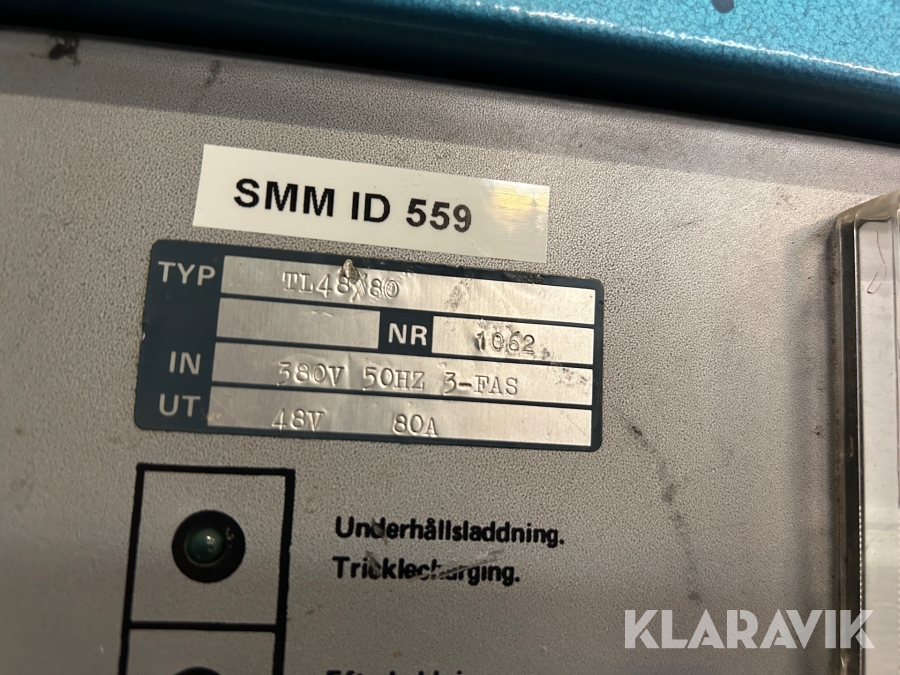 SMM ID 559
TYP TL48/80
NR 1062
IN 380V 50HZ 3-FAS
UT 48V 80A
Underhållsladdning.
Tricklecharging.
KLARAVIK